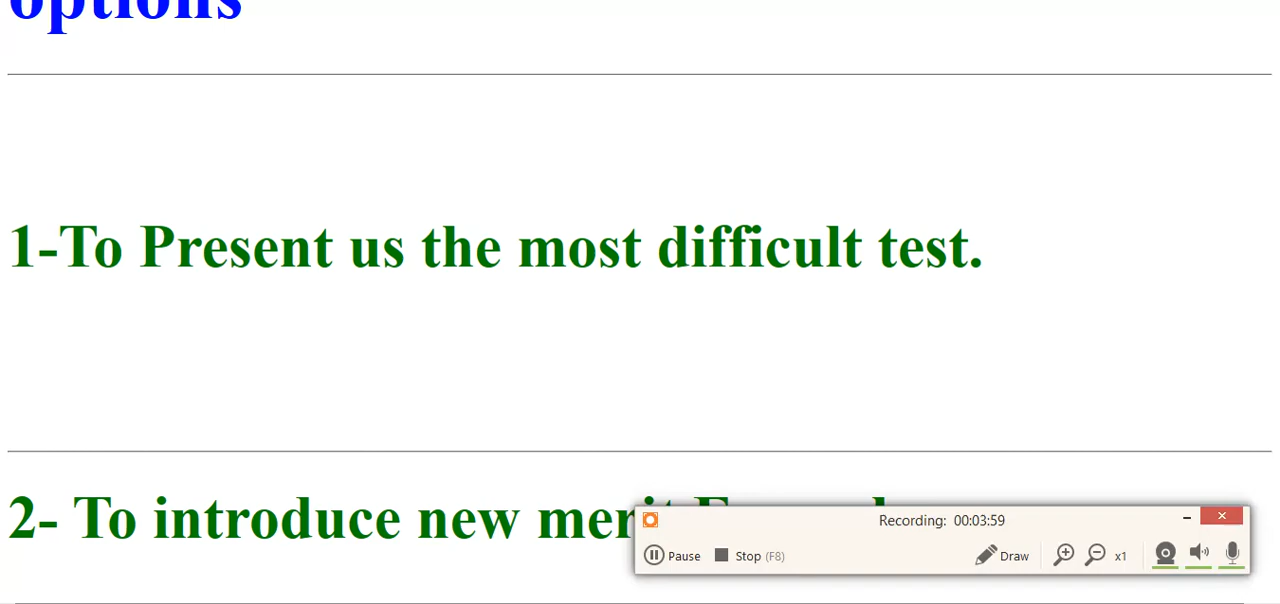 options
1-To Present us the most difficult test.
2- To introduce new merit
Recording: 00:03:59
Pause Stop (F8) Draw x1